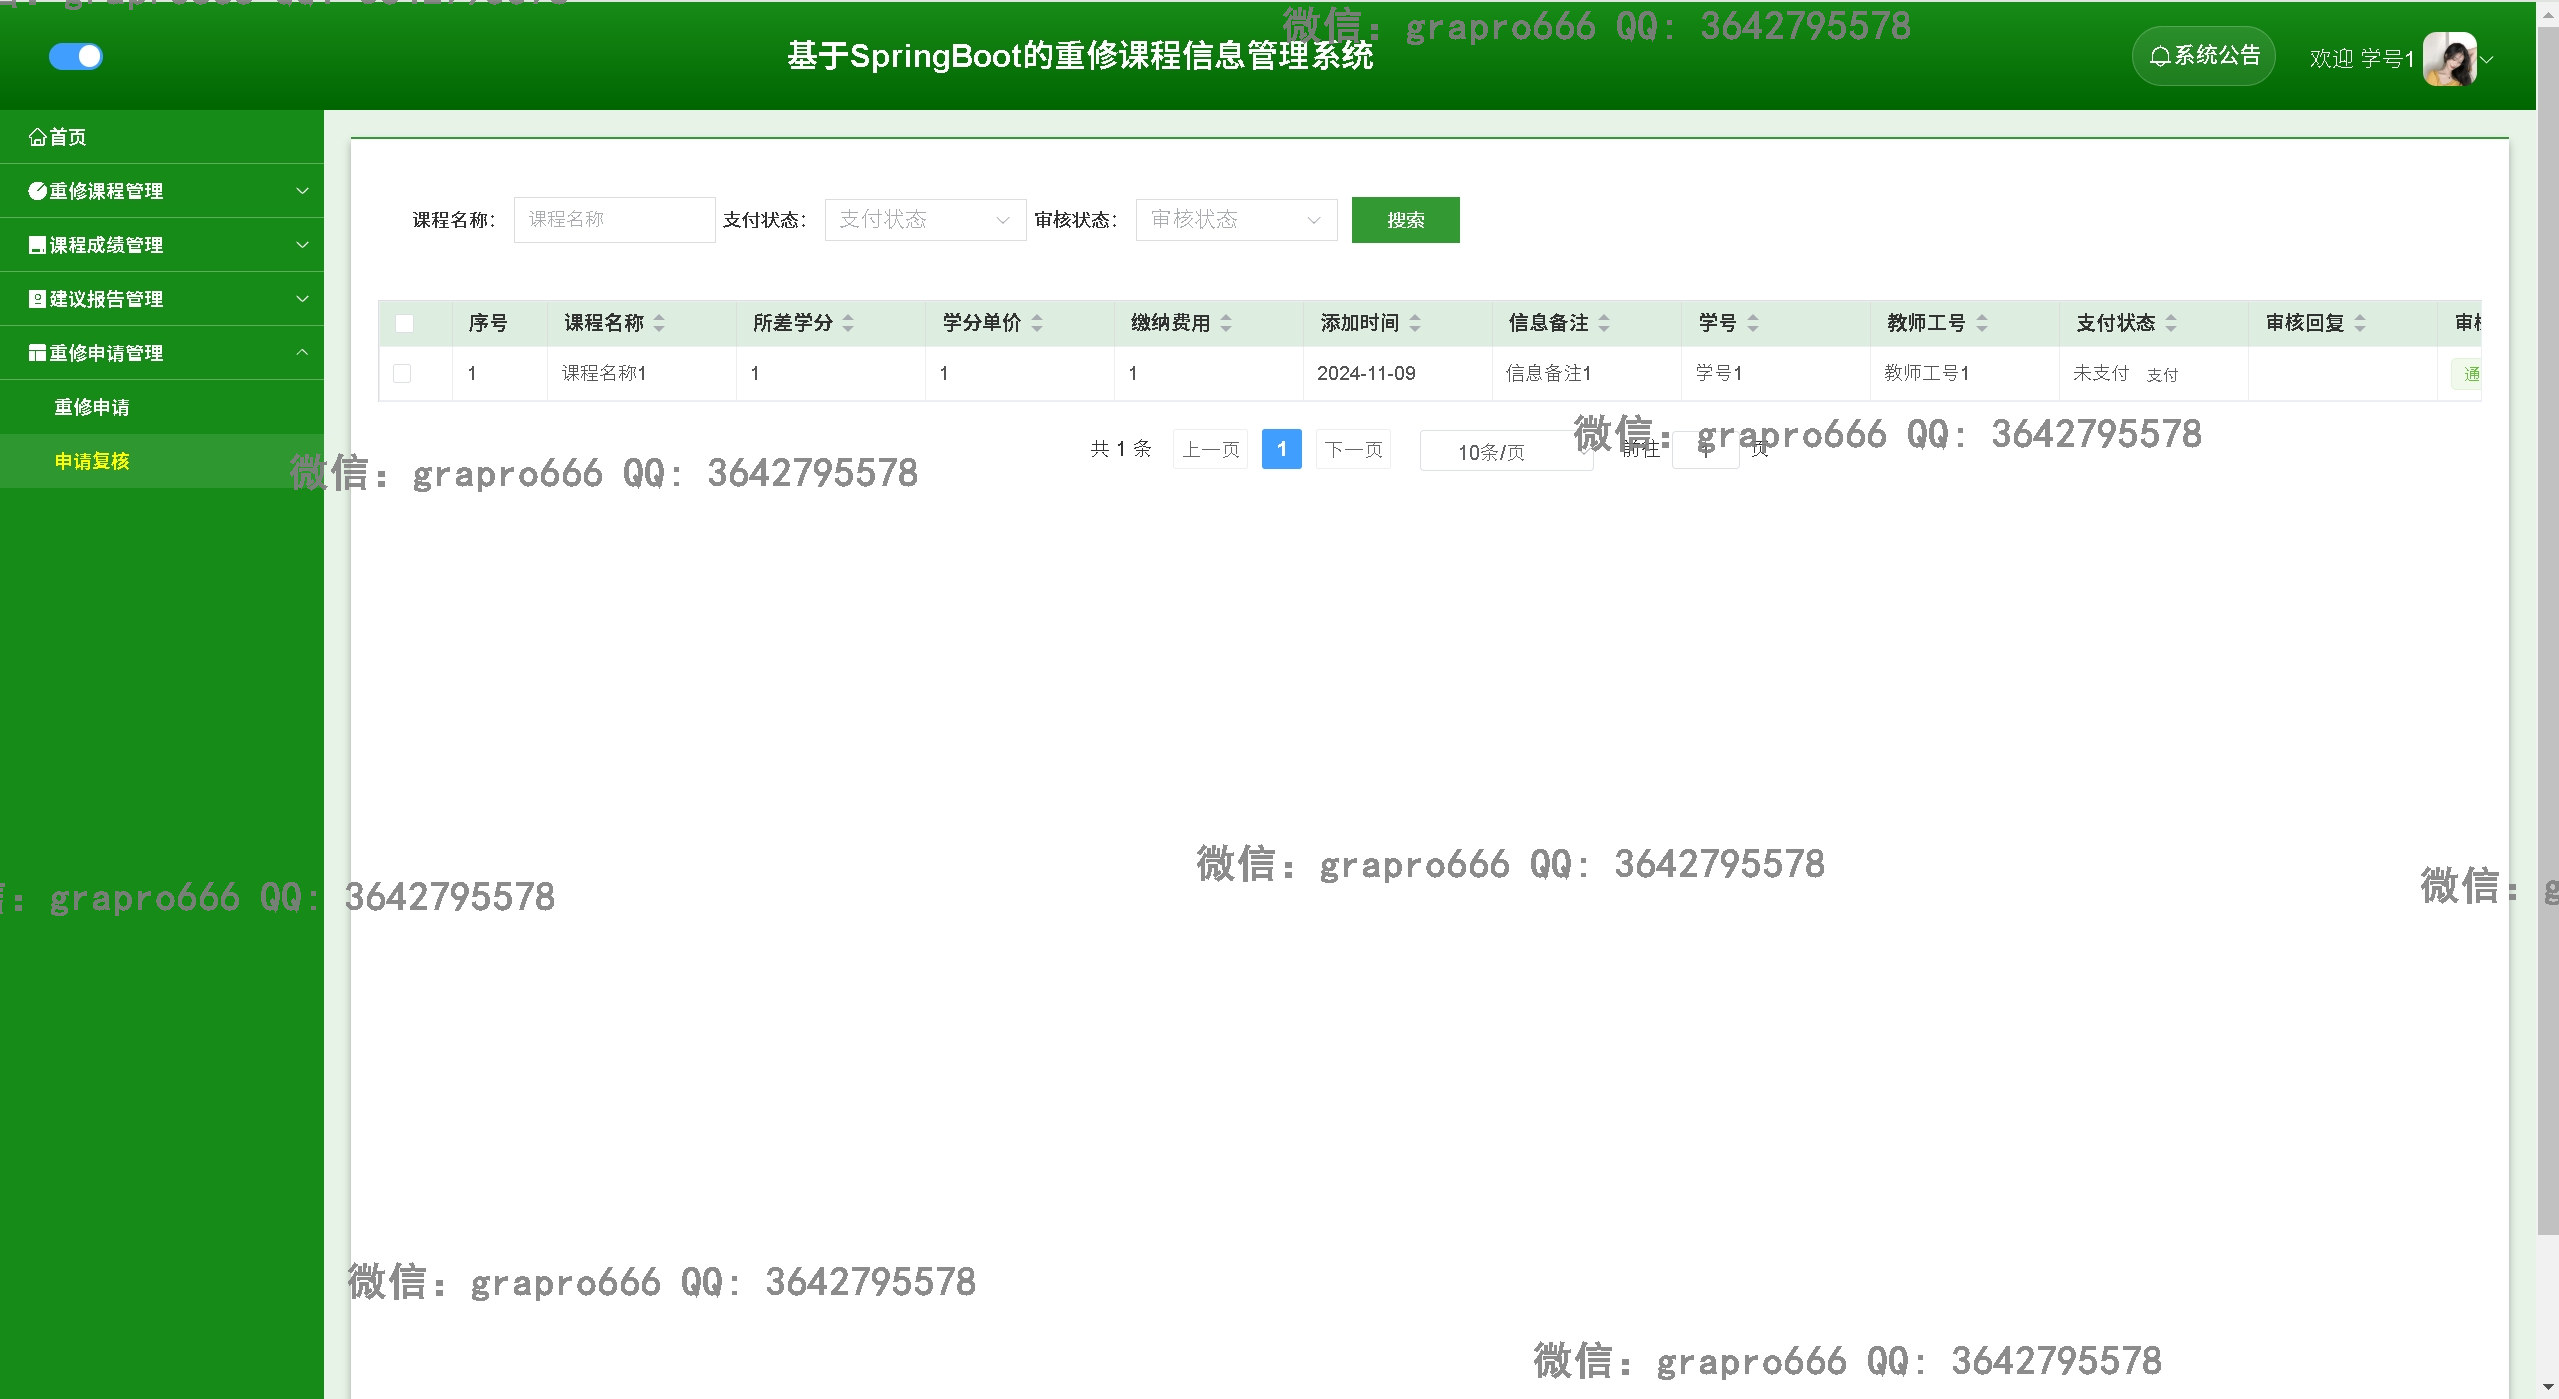 微信: grapro666 QQ: 3642795578
基于SpringBoot的重修课程信息管理系统
系统公告
欢迎 学号1
首页
重修课程管理
课程成绩管理
建议报告管理
重修申请管理
重修申请
申请复核
课程名称: 课程名称 支付状态: 支付状态 审核状态: 审核状态 搜索
序号 课程名称 所差学分 学分单价 缴纳费用 添加时间 信息备注 学号 教师工号 支付状态 审核回复 审核
1 课程名称1 1 1 1 2024-11-09 信息备注1 学号1 教师工号1 未支付 支付 通
共 1 条 上一页 1 下一页 10条/页 前往 1 页
微信: grapro666 QQ: 3642795578
微信: grapro666 QQ: 3642795578
微信: grapro666 QQ: 3642795578
微信: g
: grapro666 QQ: 3642795578
微信: grapro666 QQ: 3642795578
微信: grapro666 QQ: 3642795578